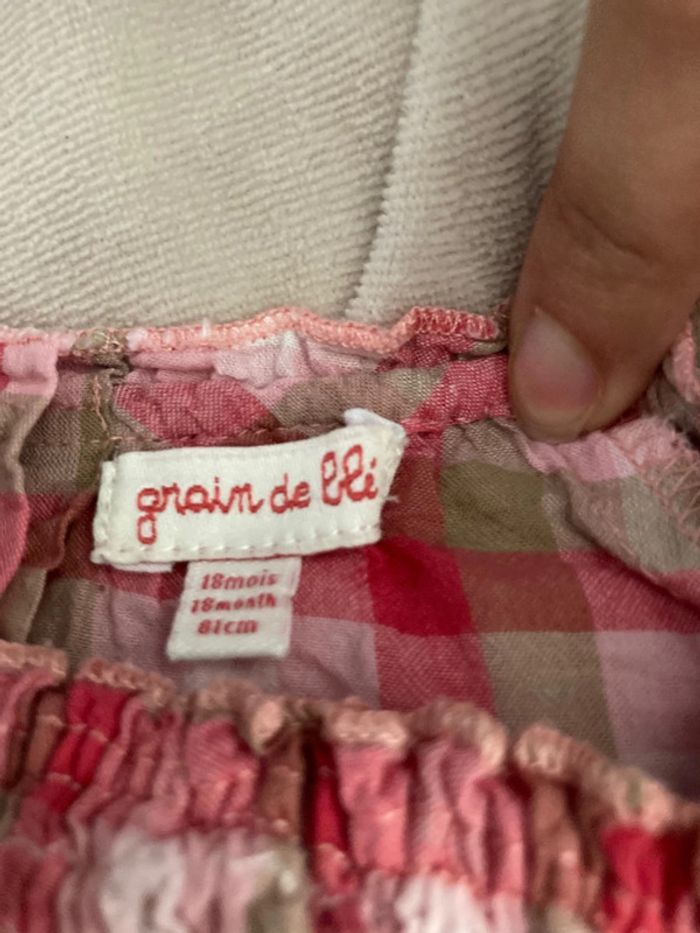 grain de blé
18mois
18month
81cm